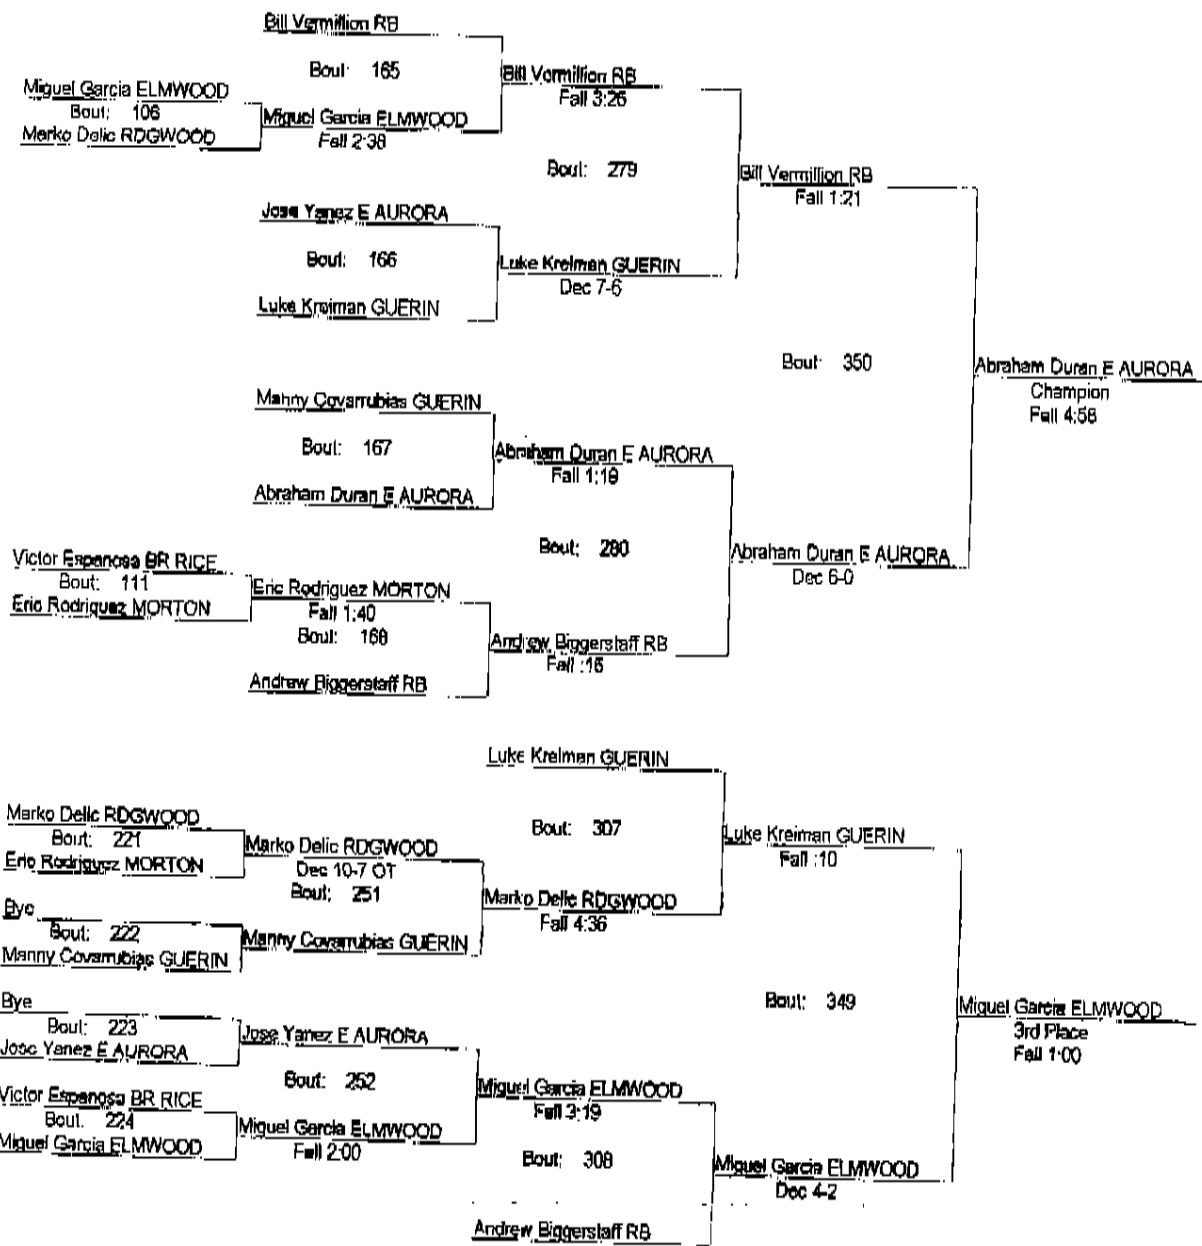 Bill Vermillion RB
Bout: 165
Miguel Garcia ELMWOOD
Bout: 106
Marko Delic RDGWOOD
Miguel Garcia ELMWOOD
Fall 2:38
Bill Vermillion RB
Fall 3:26
Bout: 279
Bill Vermillion RB
Fall 1:21
Jose Yanez E AURORA
Bout: 166
Luke Kreiman GUERIN
Luke Kreiman GUERIN
Dec 7-6
Bout: 350
Abraham Duran E AURORA
Champion
Fall 4:58
Manny Covarrubias GUERIN
Bout: 167
Abraham Duran E AURORA
Abraham Duran E AURORA
Fall 1:19
Bout: 280
Abraham Duran E AURORA
Dec 6-0
Victor Espanosa BR RICE
Bout: 111
Eric Rodriguez MORTON
Eric Rodriguez MORTON
Fall 1:40
Bout: 168
Andrew Biggerstaff RB
Andrew Biggerstaff RB
Fall :15
Luke Kreiman GUERIN
Bout: 307
Luke Kreiman GUERIN
Fall :10
Marko Delic RDGWOOD
Bout: 221
Eric Rodriguez MORTON
Marko Delic RDGWOOD
Dec 10-7 OT
Bout: 251
Marko Delic RDGWOOD
Fall 4:36
Bye
Bout: 222
Manny Covarrubias GUERIN
Manny Covarrubias GUERIN
Bout: 349
Miguel Garcia ELMWOOD
3rd Place
Fall 1:00
Bye
Bout: 223
Jose Yanez E AURORA
Jose Yanez E AURORA
Bout: 252
Miguel Garcia ELMWOOD
Fall 3:19
Victor Espanosa BR RICE
Bout: 224
Miguel Garcia ELMWOOD
Miguel Garcia ELMWOOD
Fall 2:00
Bout: 308
Miguel Garcia ELMWOOD
Dec 4-2
Andrew Biggerstaff RB